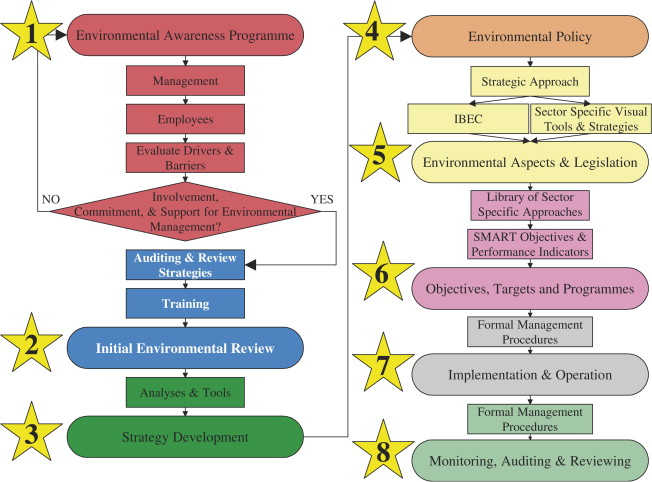 1
Environmental Awareness Programme
Management
Employees
Evaluate Drivers &
Barriers
NO
Involvement,
Commitment, & Support for Environmental
Management?
YES
Auditing & Review
Strategies
Training
2
Initial Environmental Review
Analyses & Tools
3
Strategy Development
4
Environmental Policy
Strategic Approach
IBEC
Sector Specific Visual
Tools & Strategies
5
Environmental Aspects & Legislation
Library of Sector
Specific Approaches
SMART Objectives &
Performance Indicators
6
Objectives, Targets and Programmes
Formal Management
Procedures
7
Implementation & Operation
Formal Management
Procedures
8
Monitoring, Auditing & Reviewing